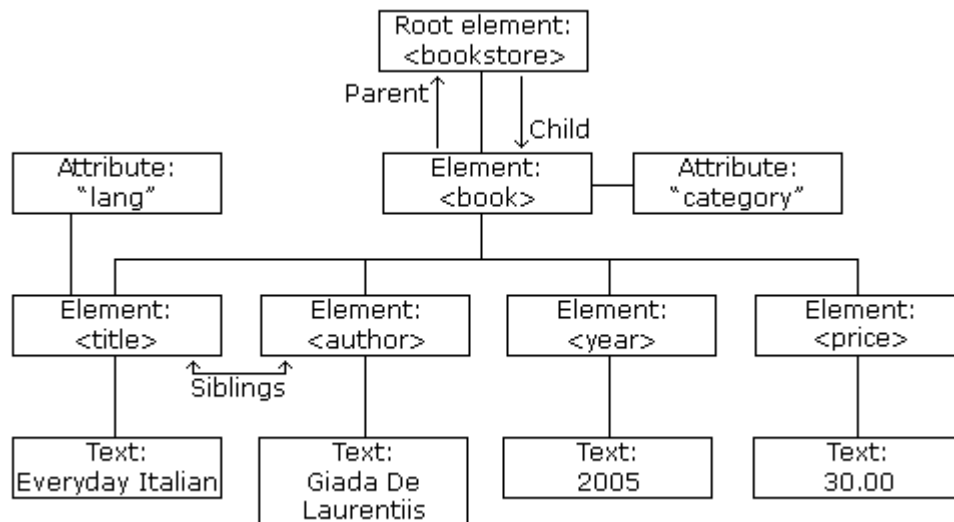 Root element:
<bookstore>
Parent
Child
Attribute:
“lang”
Element:
<book>
Attribute:
“category”
Element:
<title>
Element:
<author>
Element:
<year>
Element:
<price>
Siblings
Text:
Everyday Italian
Text:
Giada De
Laurentiis
Text:
2005
Text:
30.00